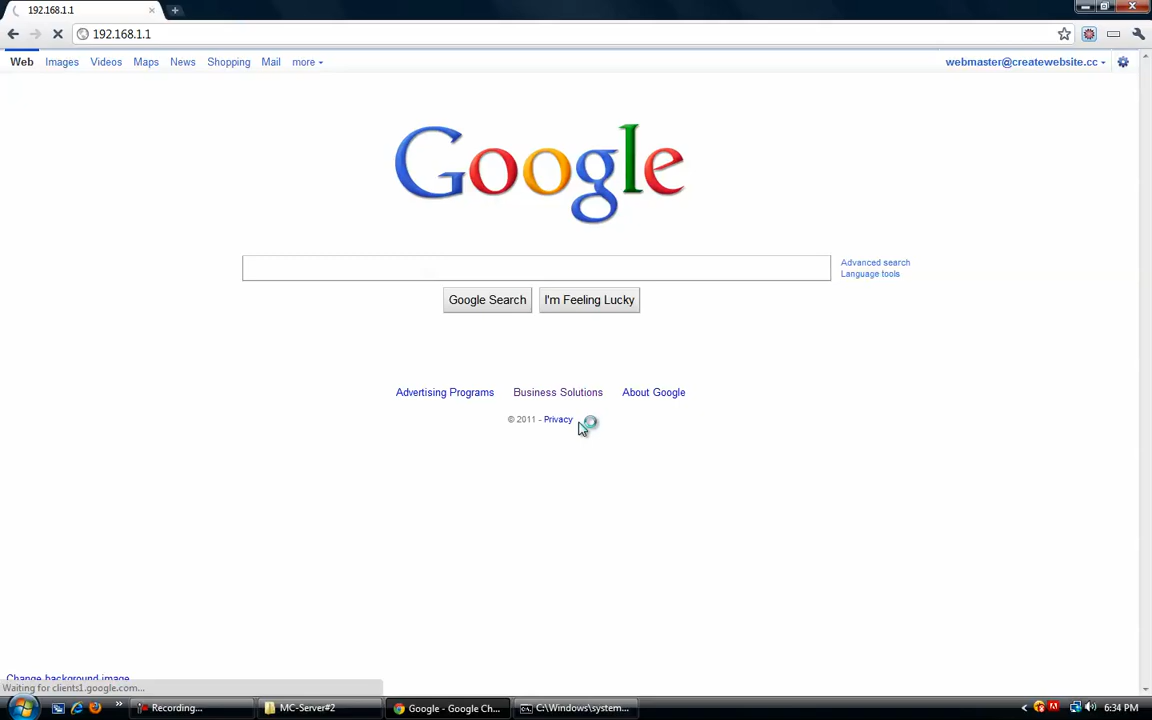 192.168.1.1
192.168.1.1
Web Images Videos Maps News Shopping Mail more
webmaster@createwebsite.cc
Google
Advanced search
Language tools
Google Search I'm Feeling Lucky
Advertising Programs Business Solutions About Google
© 2011 - Privacy
Change background image
Waiting for clients1.google.com...
Recording... MC-Server#2 Google - Google Ch... C:\Windows\system... 6:34 PM